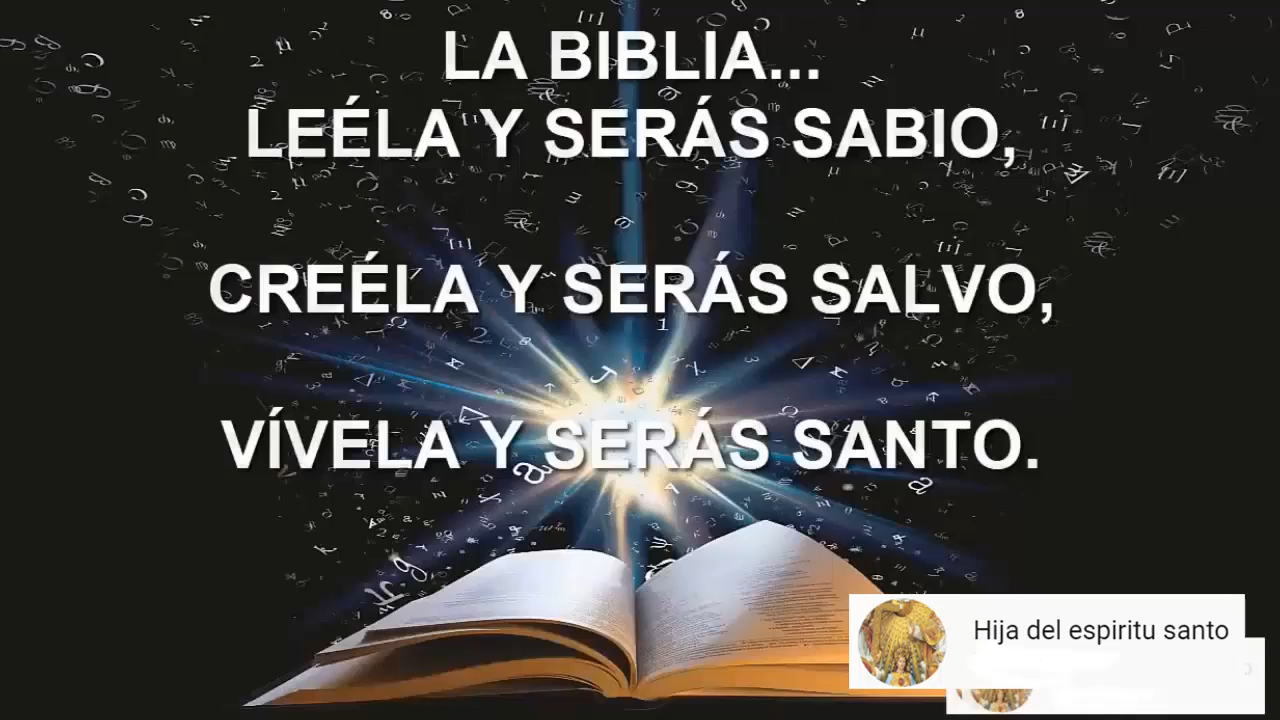 LA BIBLIA...
LEÉLA Y SERÁS SABIO,
CREÉLA Y SERÁS SALVO,
VÍVELA Y SERÁS SANTO.
Hija del espiritu santo